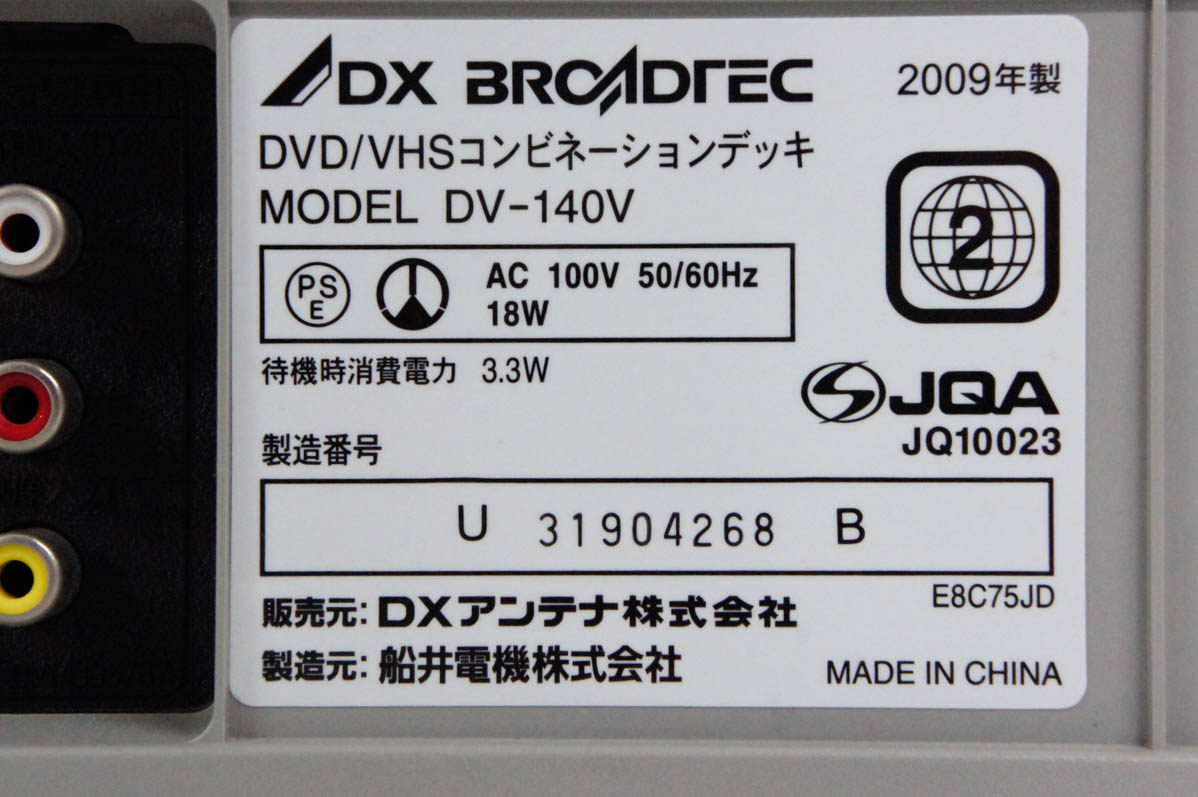 DX BROADTEC
2009年製
DVD/VHSコンビネーションデッキ
MODEL DV-140V
2
PS
E
AC 100V 50/60Hz
18W
待機時消費電力 3.3W
JQA
JQ10023
製造番号
U 31904268 B
E8C75JD
販売元: DXアンテナ株式会社
製造元: 船井電機株式会社
MADE IN CHINA